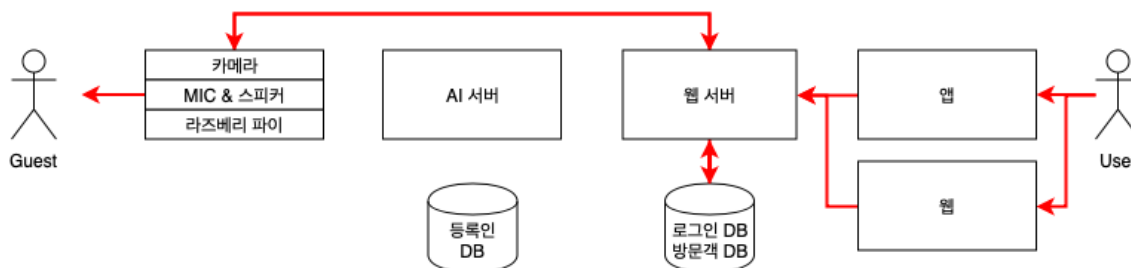 카메라
MIC & 스피커
라즈베리 파이
Guest
AI 서버
웹 서버
앱
웹
Use
등록인
DB
로그인 DB
방문객 DB